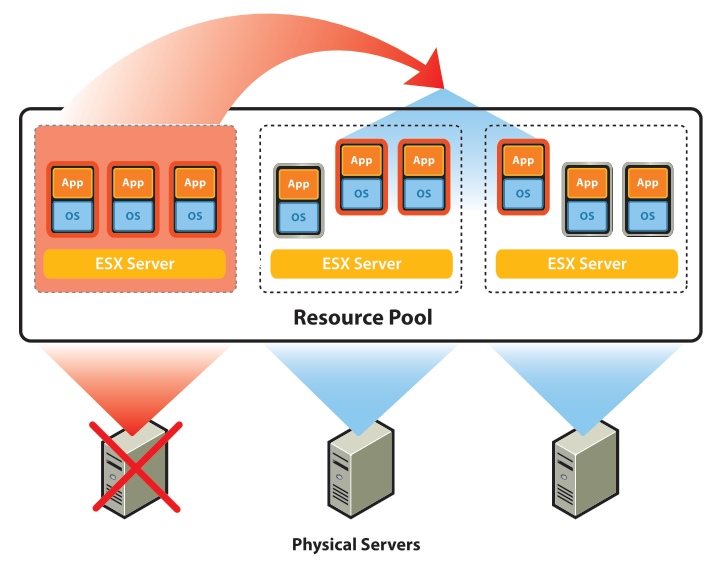 App
App
App
App
App
App
App
App
App
OS
OS
OS
OS
OS
OS
OS
OS
OS
ESX Server
ESX Server
ESX Server
Resource Pool
Physical Servers